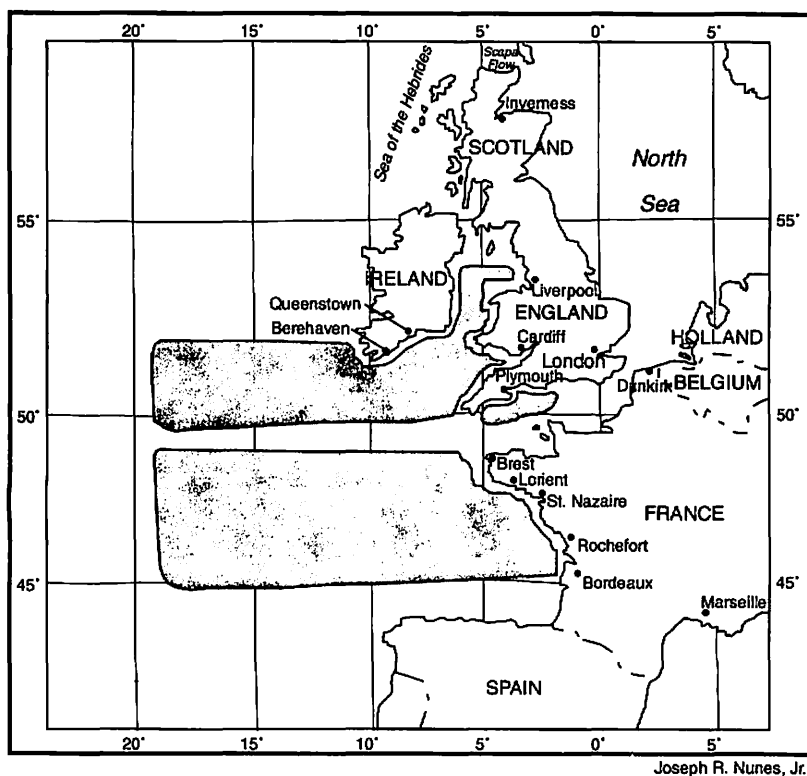 20° 15° 10° 5° 0° 5°
Scapa
Flow
Sea of the Hebrides
Inverness
SCOTLAND
North
Sea
55° 55°
IRELAND
Liverpool
Queenstown
ENGLAND
Berehaven
Cardiff
HOLLAND
London
Plymouth
Dunkirk
BELGIUM
50° 50°
Brest
Lorient
St. Nazaire
FRANCE
Rochefort
45° 45°
Bordeaux
Marseille
SPAIN
20° 15° 10° 5° 0° 5°
Joseph R. Nunes, Jr.